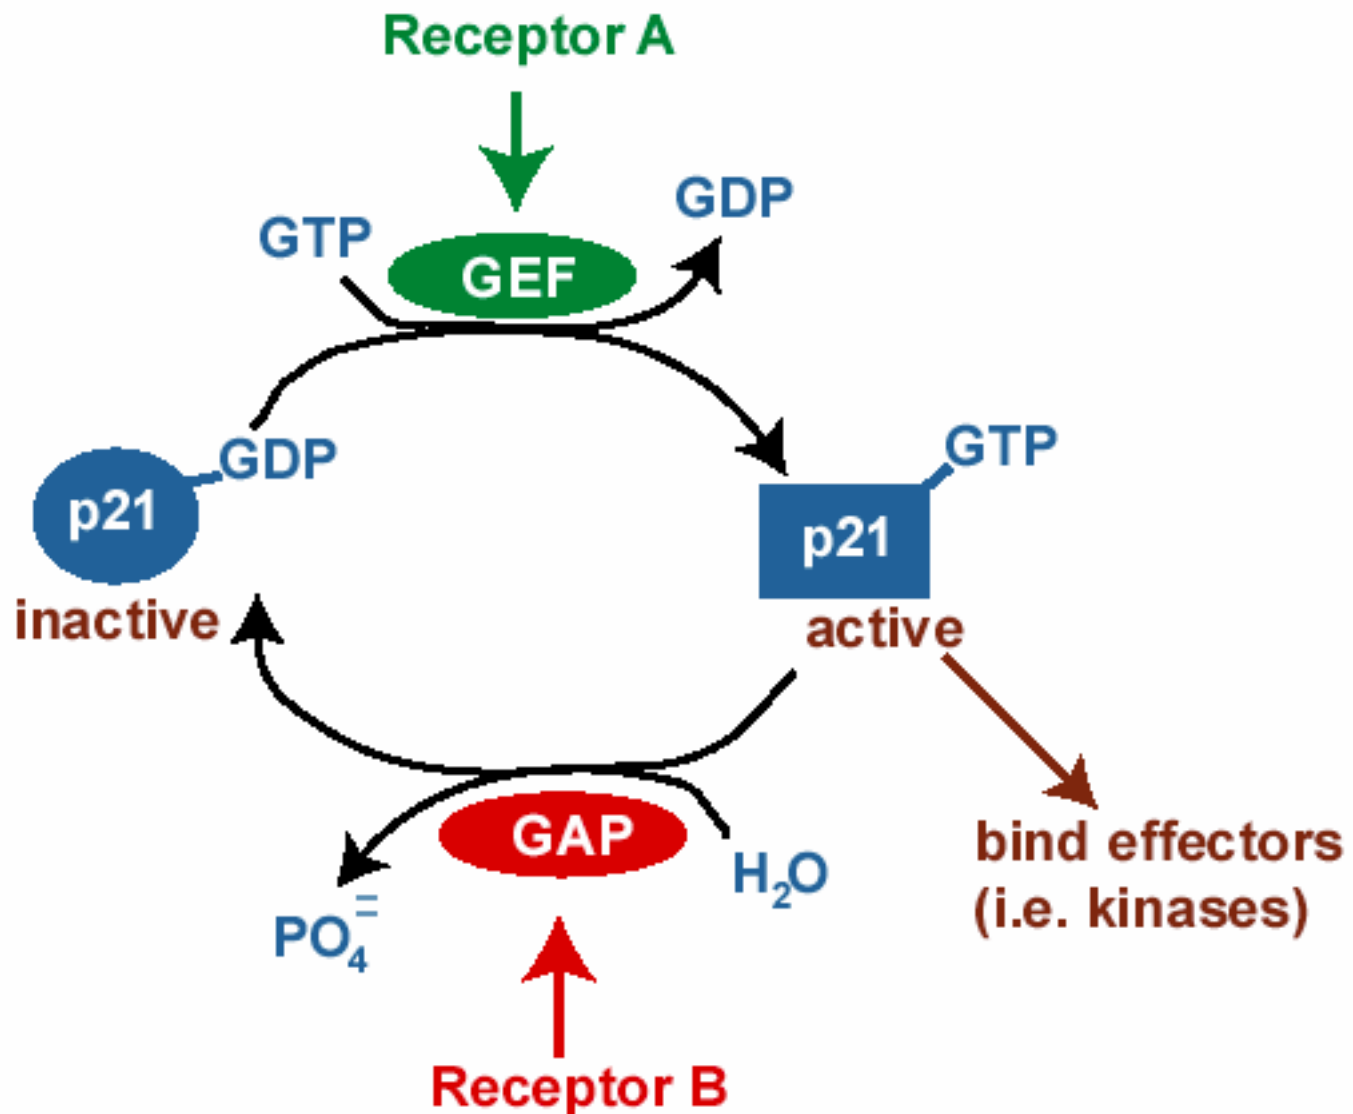 Receptor A
GDP
GTP
GEF
GTP
GDP
p21
p21
inactive
active
GAP
bind effectors
H₂O
(i.e. kinases)
PO₄⁼
Receptor B